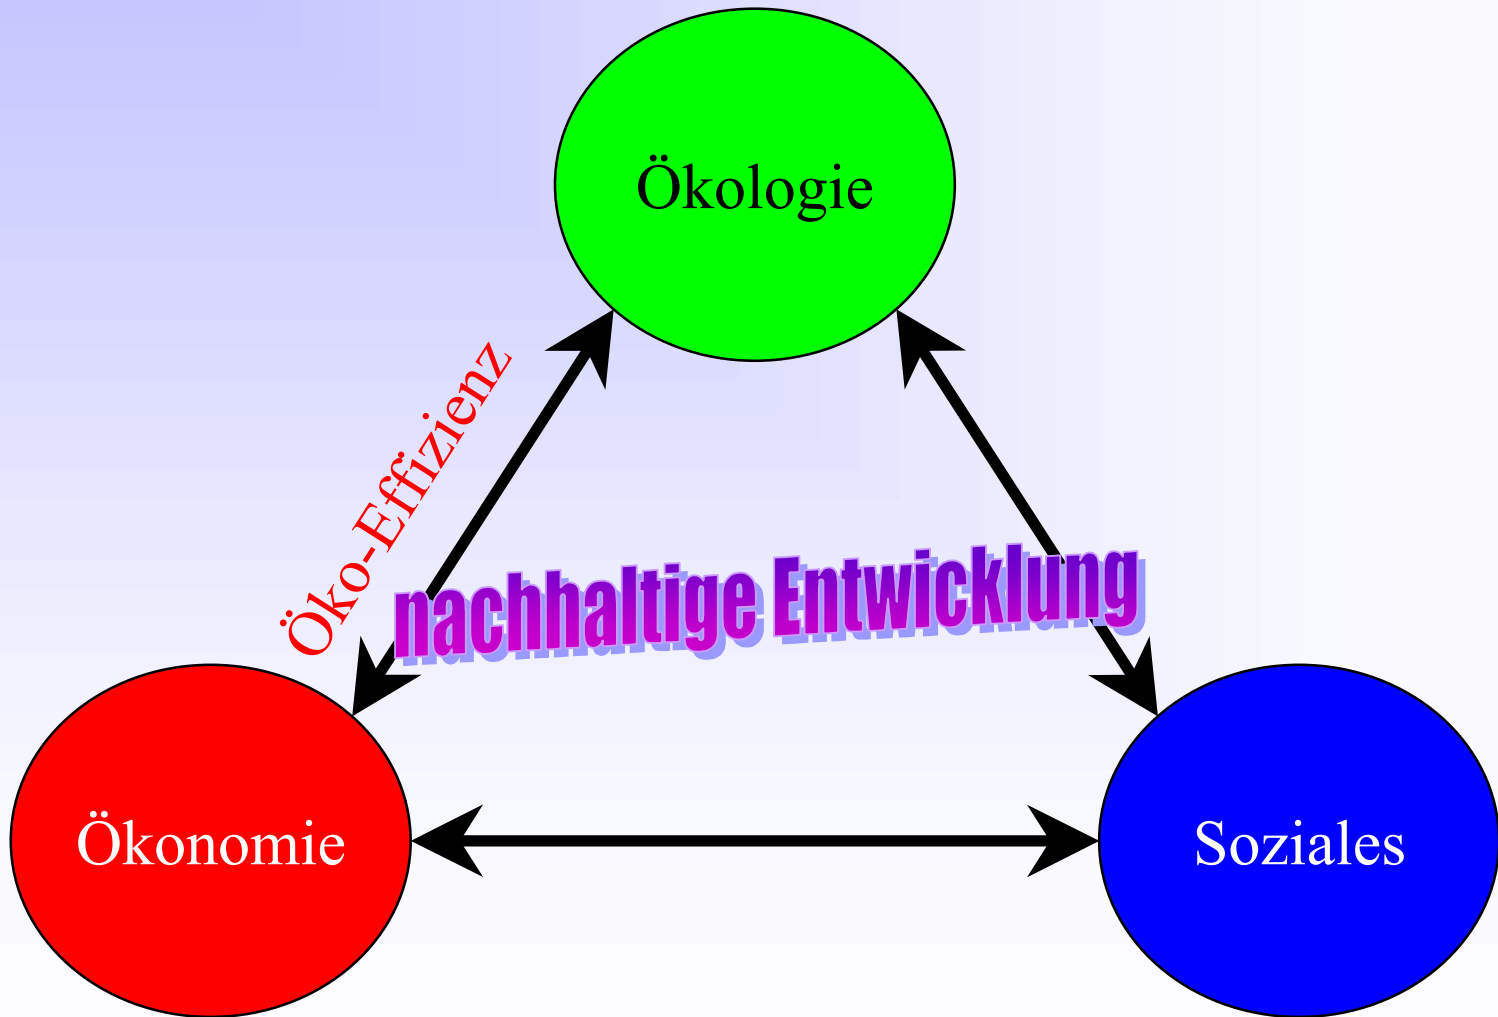 Ökologie
Öko-Effizienz
nachhaltige Entwicklung
Ökonomie
Soziales